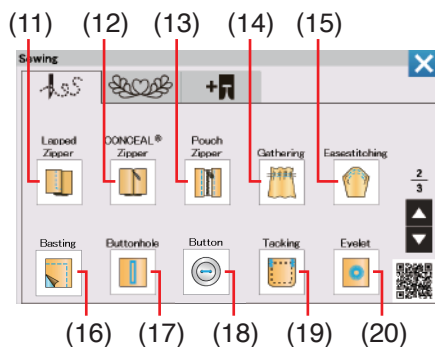 (11) (12) (13) (14) (15)
Sewing
Lapped Zipper
CONCEAL® Zipper
Pouch Zipper
Gathering
Easestitching
2
3
Basting
Buttonhole
Button
Tacking
Eyelet
(16) (17) (18) (19) (20)